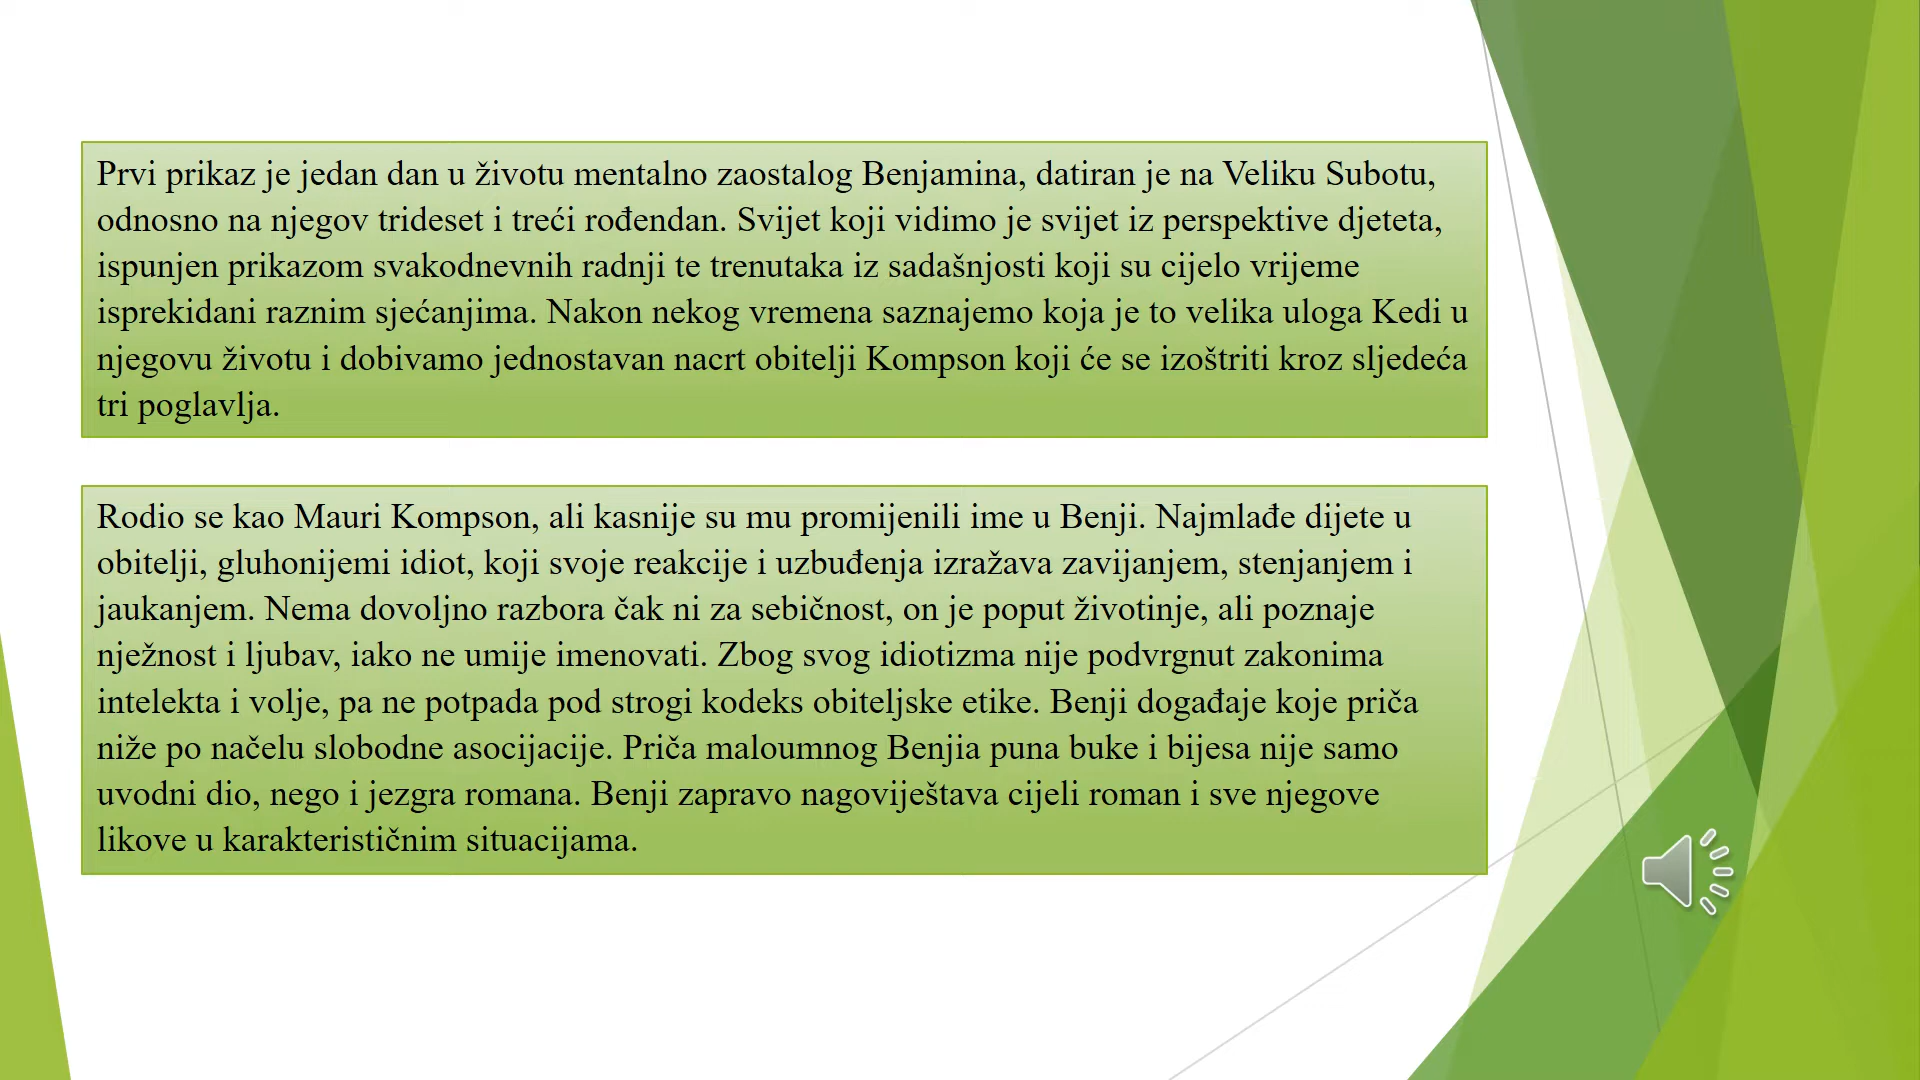 Prvi prikaz je jedan dan u životu mentalno zaostalog Benjamina, datiran je na Veliku Subotu,
odnosno na njegov trideset i treći rođendan. Svijet koji vidimo je svijet iz perspektive djeteta,
ispunjen prikazom svakodnevnih radnji te trenutaka iz sadašnjosti koji su cijelo vrijeme
isprekidani raznim sjećanjima. Nakon nekog vremena saznajemo koja je to velika uloga Kedi u
njegovu životu i dobivamo jednostavan nacrt obitelji Kompson koji će se izoštriti kroz sljedeća
tri poglavlja.
Rodio se kao Mauri Kompson, ali kasnije su mu promijenili ime u Benji. Najmlađe dijete u
obitelji, gluhonijemi idiot, koji svoje reakcije i uzbuđenja izražava zavijanjem, stenjanjem i
jaukanjem. Nema dovoljno razbora čak ni za sebičnost, on je poput životinje, ali poznaje
nježnost i ljubav, iako ne umije imenovati. Zbog svog idiotizma nije podvrgnut zakonima
intelekta i volje, pa ne potpada pod strogi kodeks obiteljske etike. Benji događaje koje priča
niže po načelu slobodne asocijacije. Priča maloumnog Benjia puna buke i bijesa nije samo
uvodni dio, nego i jezgra romana. Benji zapravo nagoviještava cijeli roman i sve njegove
likove u karakterističnim situacijama.